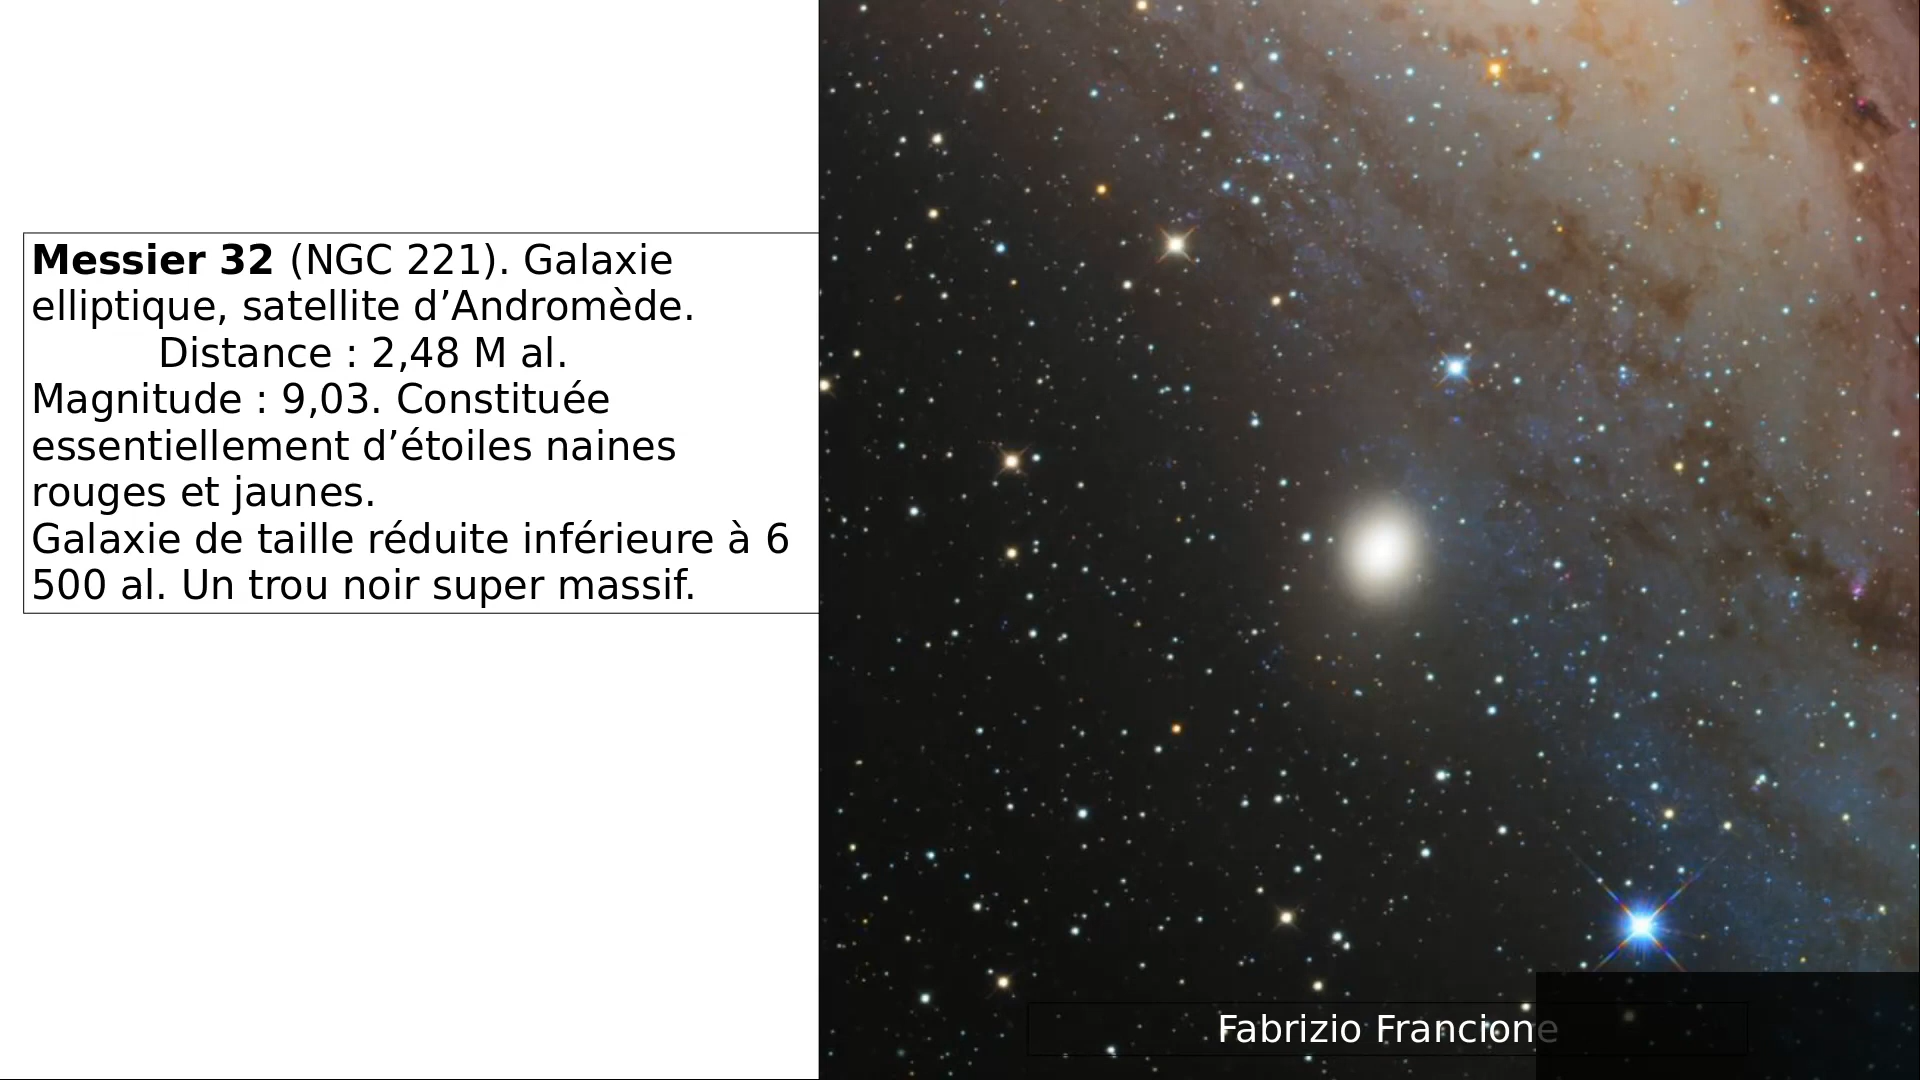 Messier 32 (NGC 221). Galaxie
elliptique, satellite d’Andromède.
Distance : 2,48 M al.
Magnitude : 9,03. Constituée
essentiellement d’étoiles naines
rouges et jaunes.
Galaxie de taille réduite inférieure à 6
500 al. Un trou noir super massif.
Fabrizio Francione